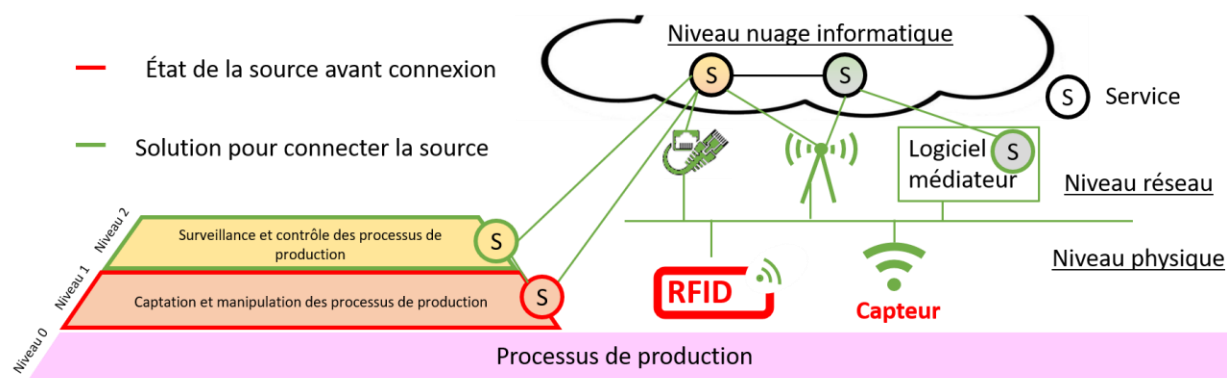 Niveau nuage informatique
État de la source avant connexion
S
S
S
Service
Solution pour connecter la source
Logiciel
médiateur
S
Niveau réseau
Niveau 2
Surveillance et contrôle des processus de
production
S
Niveau physique
Niveau 1
Captation et manipulation des processus de production
S
RFID
Capteur
Niveau 0
Processus de production